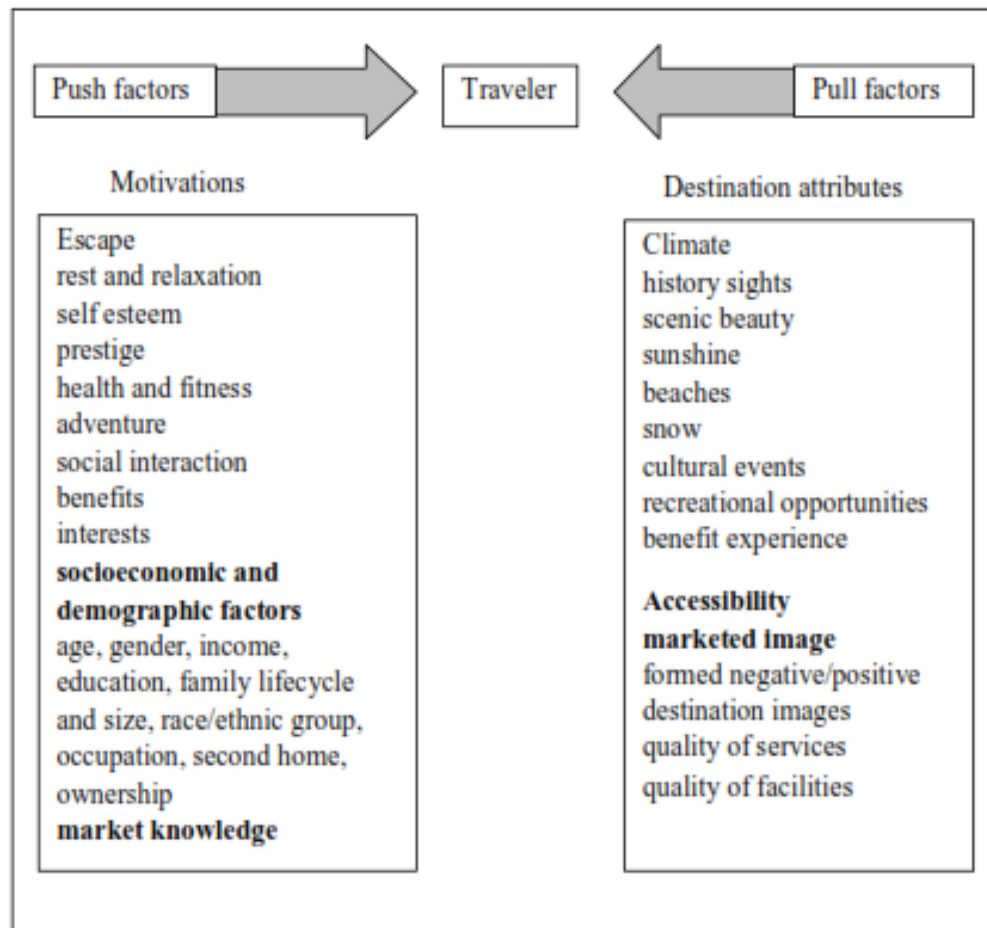 Push factors
Traveler
Pull factors
Motivations
Destination attributes
Escape
rest and relaxation
self esteem
prestige
health and fitness
adventure
social interaction
benefits
interests
socioeconomic and
demographic factors
age, gender, income,
education, family lifecycle
and size, race/ethnic group,
occupation, second home,
ownership
market knowledge
Climate
history sights
scenic beauty
sunshine
beaches
snow
cultural events
recreational opportunities
benefit experience
Accessibility
marketed image
formed negative/positive
destination images
quality of services
quality of facilities